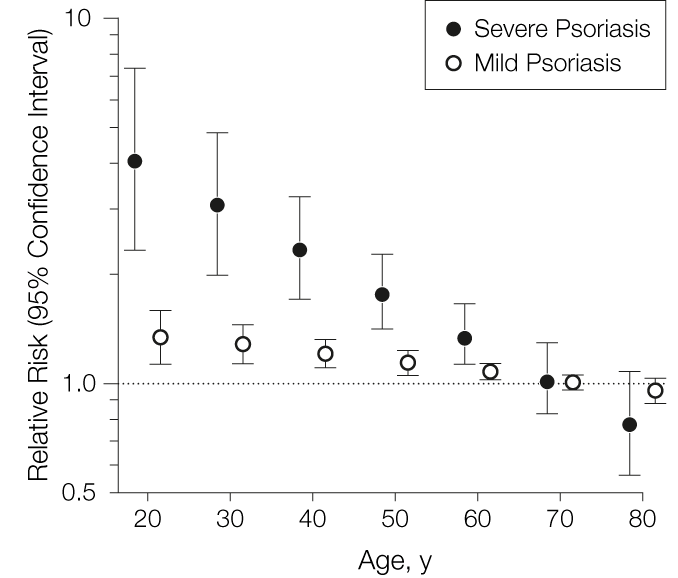 Severe Psoriasis
Mild Psoriasis
Relative Risk (95% Confidence Interval)
10
1.0
0.5
20 30 40 50 60 70 80
Age, y